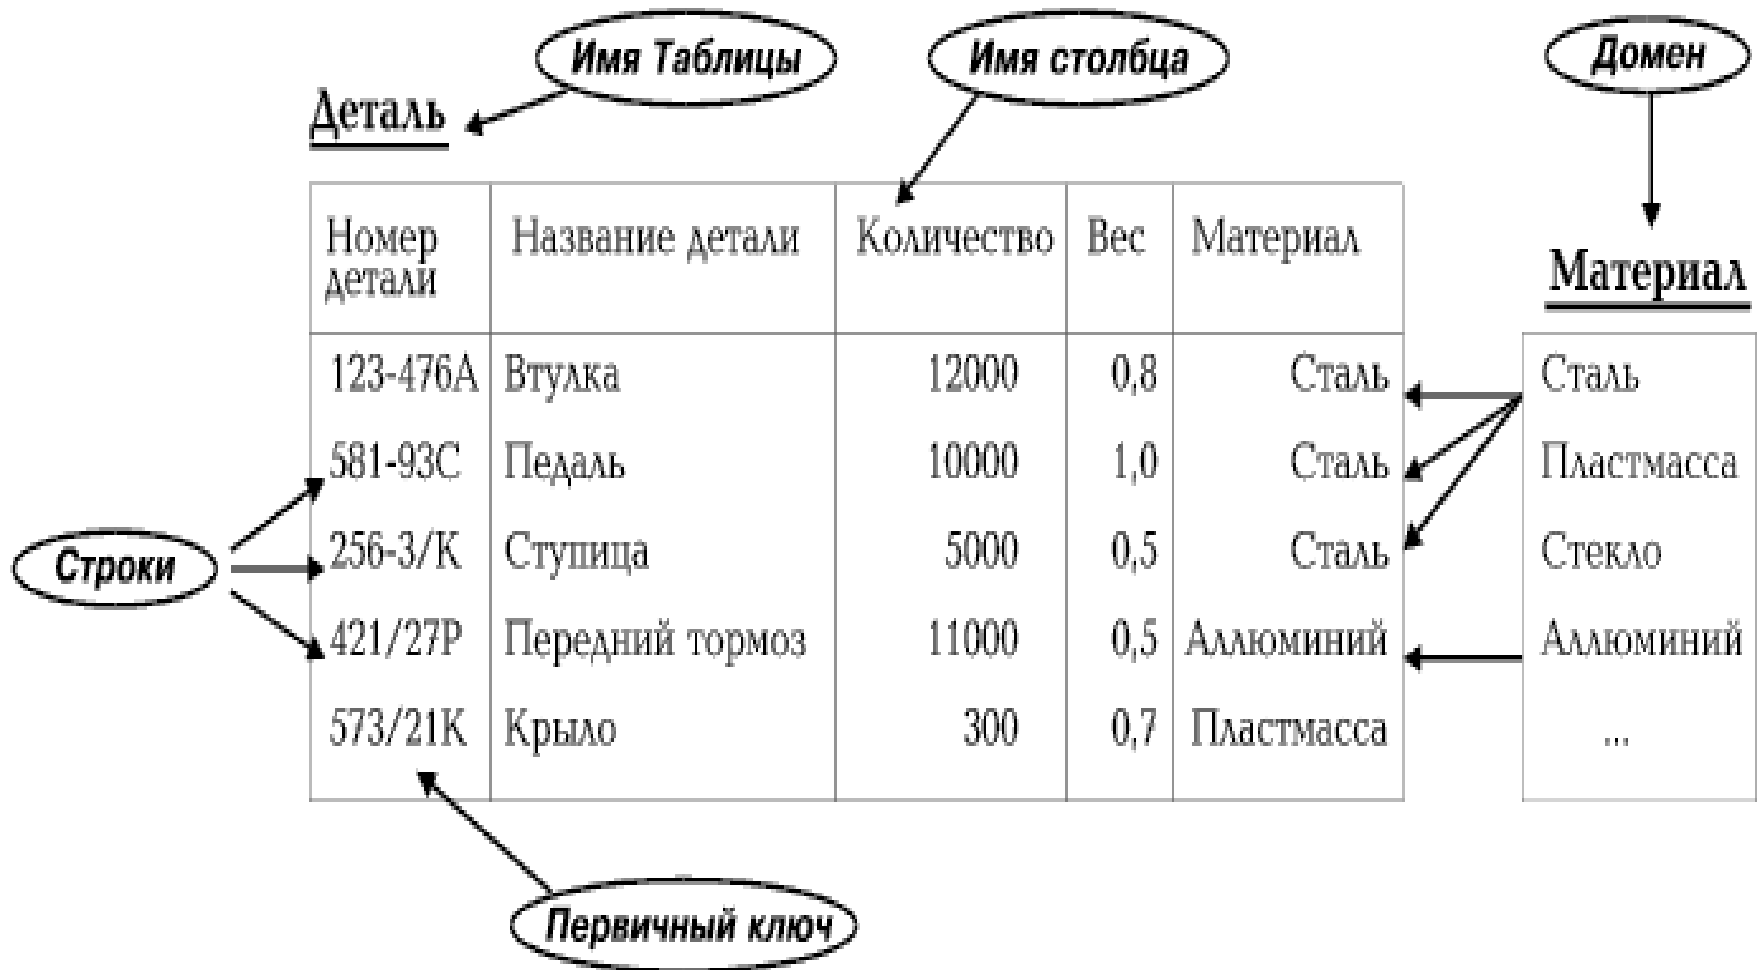 Имя Таблицы Имя столбца Домен
Деталь
Номер детали Название детали Количество Вес Материал
Материал
123-476А Втулка 12000 0,8 Сталь Сталь
581-93С Педаль 10000 1,0 Сталь Пластмасса
256-3/К Ступица 5000 0,5 Сталь Стекло
Строки
421/27Р Передний тормоз 11000 0,5 Аллюминий Аллюминий
573/21К Крыло 300 0,7 Пластмасса ...
Первичный ключ